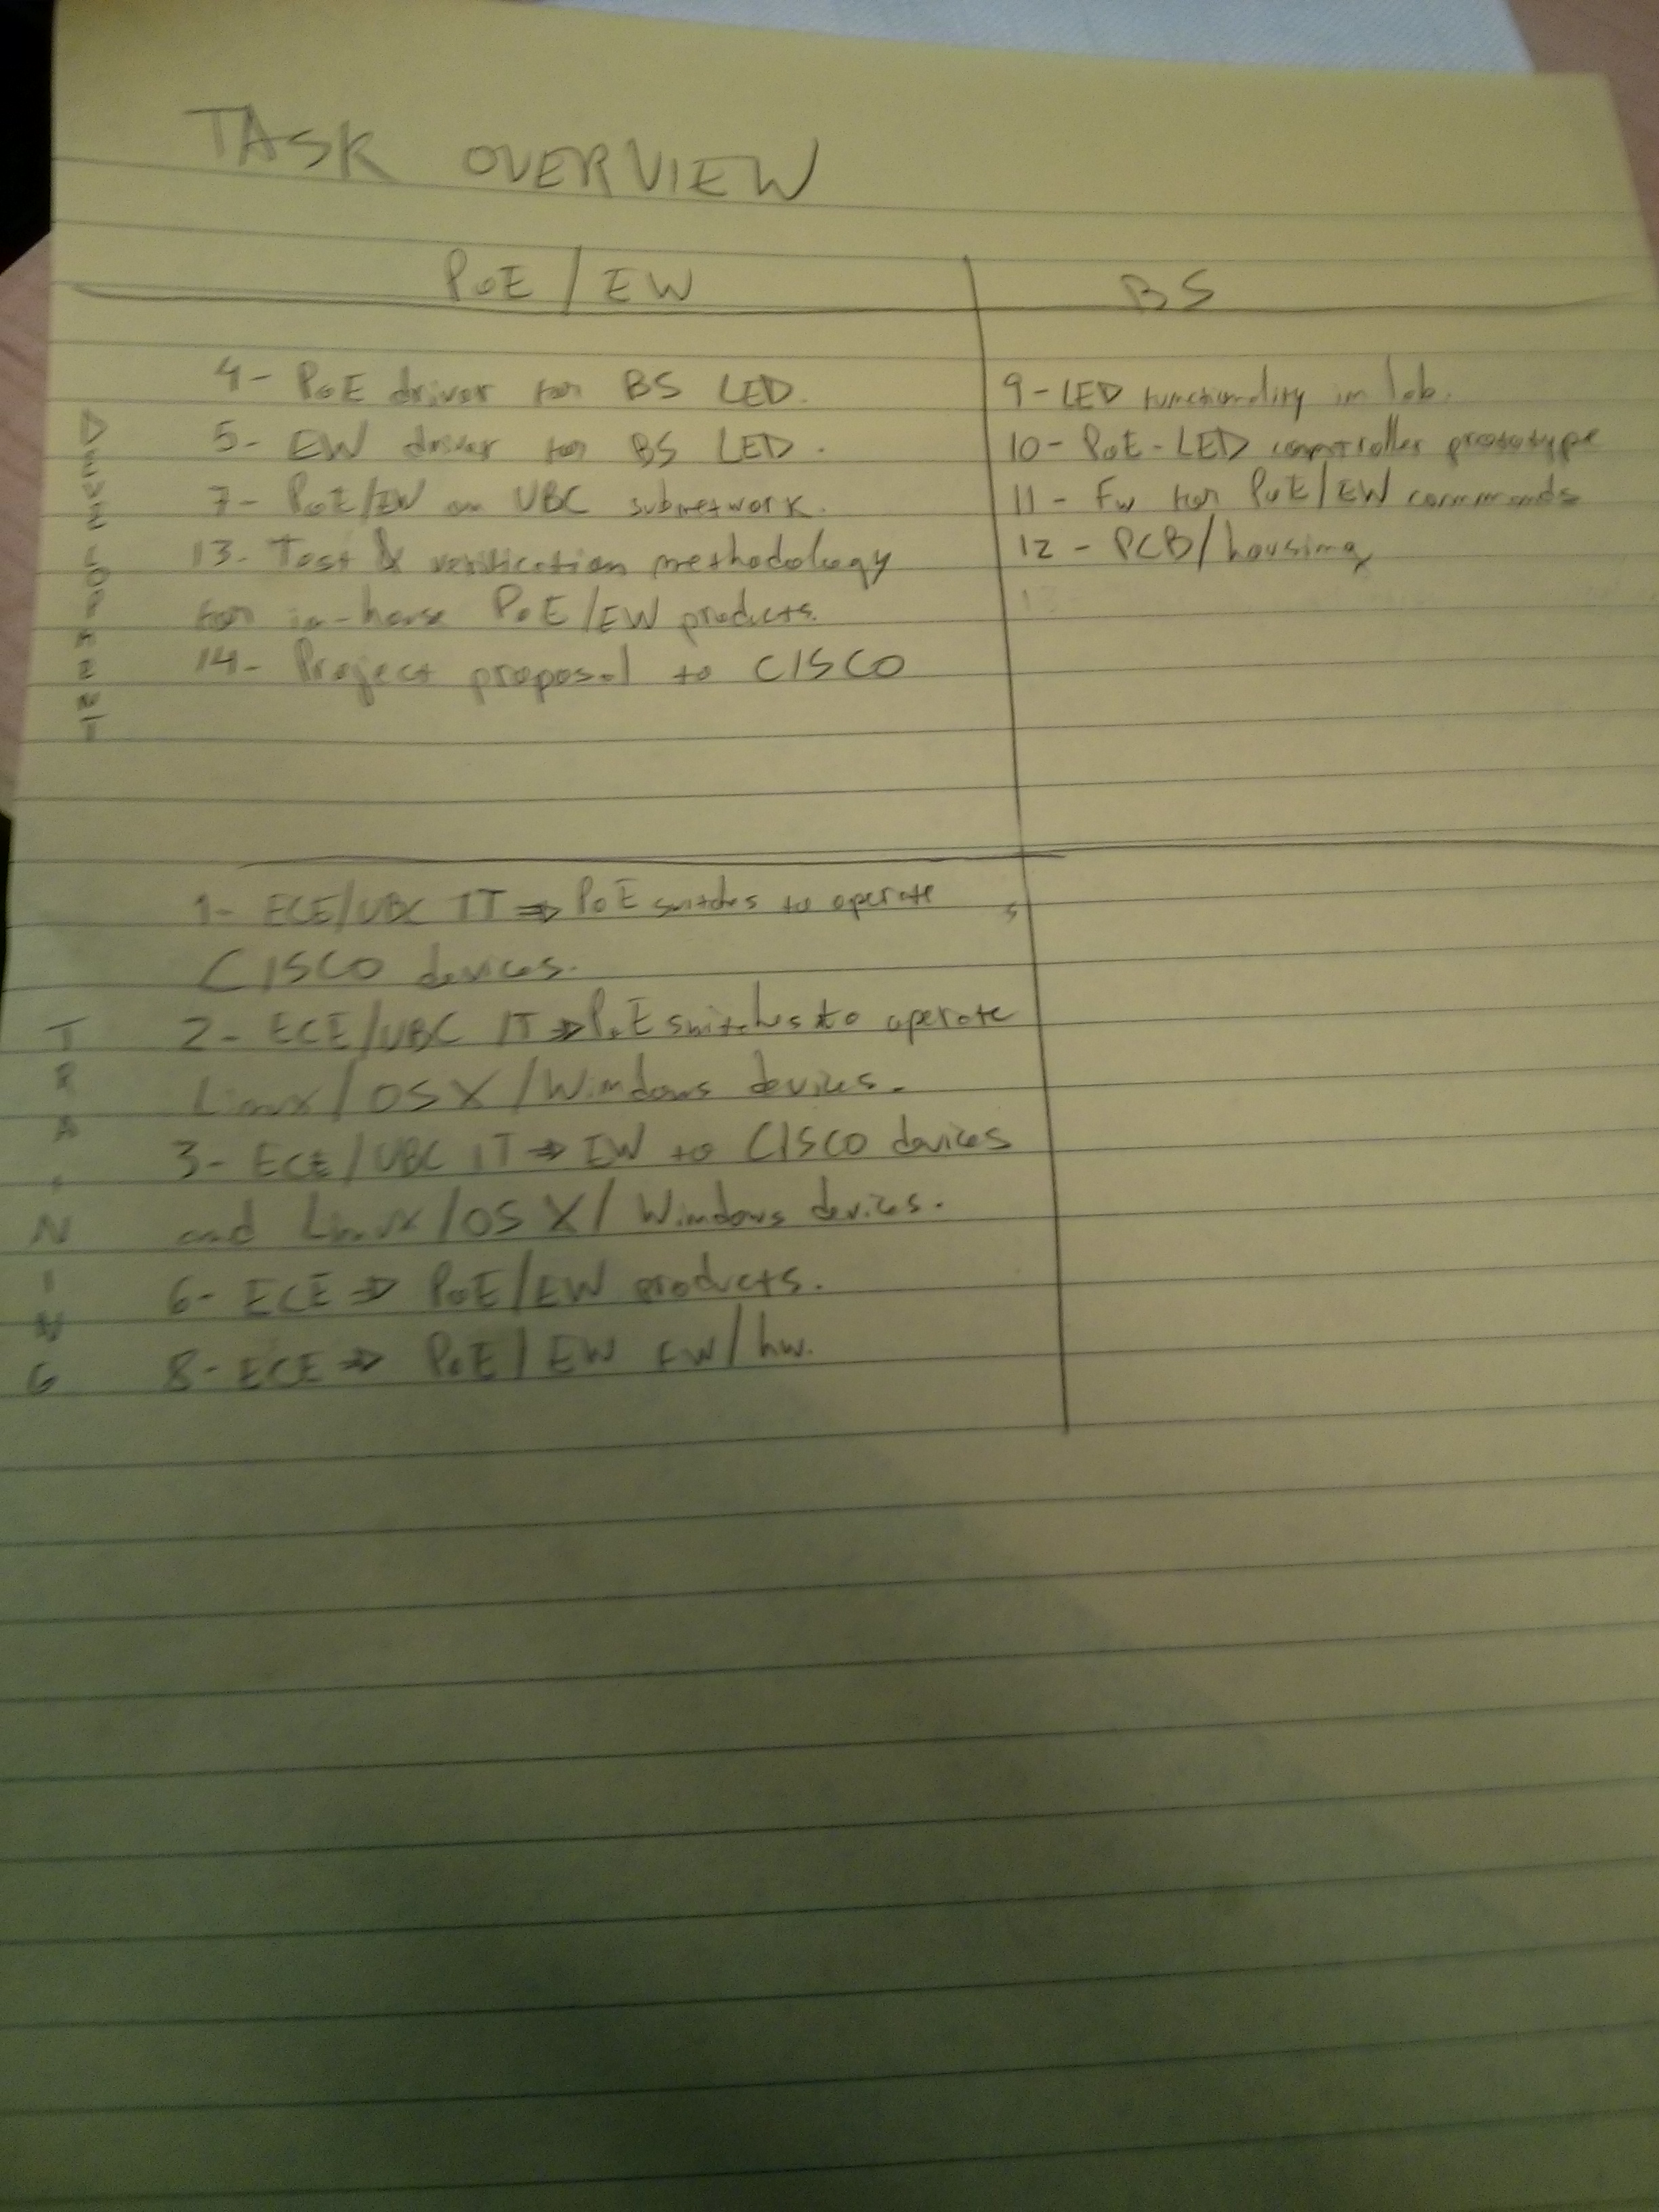 TASK OVERVIEW
PoE / EW
BS
DEVELOPMENT
4- PoE driver for BS LED.
5- EW driver for BS LED.
7- PoE/EW on UBC subnetwork.
13. Test & verification methodology
for in-house PoE/EW products.
14- Project proposal to CISCO
9- LED functionality in lab.
10- PoE-LED controller prototype
11- Fw for PoE/EW commands
12- PCB/housing
TRAINING
1- ECE/UBC IT ⇒ PoE switches to operate
CISCO devices.
2- ECE/UBC IT ⇒ PoE switches to operate
Linux/OSX/Windows devices.
3- ECE/UBC IT ⇒ EW to CISCO devices
and Linux/OSX/Windows devices.
6- ECE ⇒ PoE/EW products.
8- ECE ⇒ PoE/EW fw/hw.